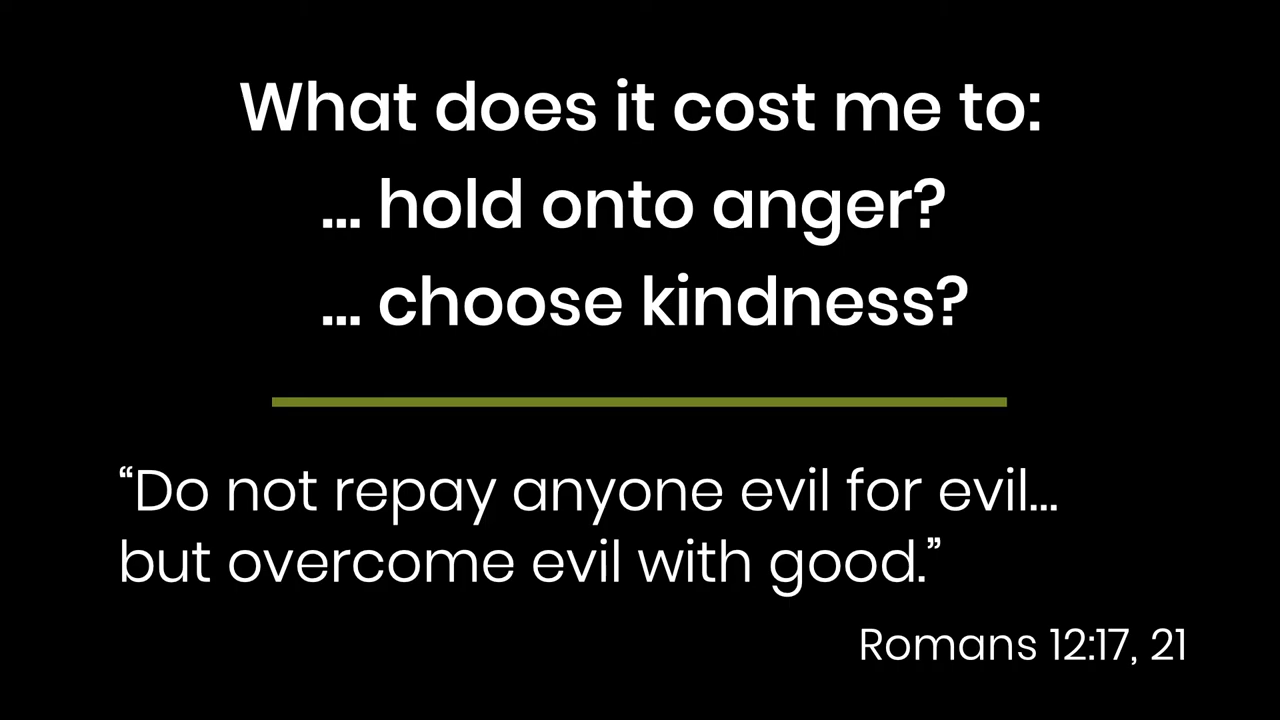 What does it cost me to:
... hold onto anger?
... choose kindness?
“Do not repay anyone evil for evil...
but overcome evil with good.”
Romans 12:17, 21